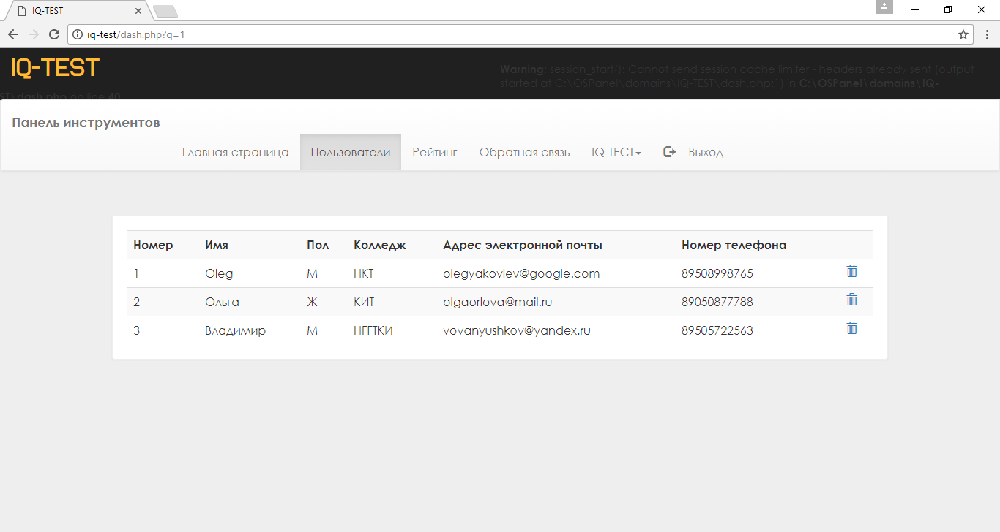 IQ-TEST
iq-test/dash.php?q=1
IQ-TEST
Warning: session_start(): Cannot send session cache limiter - headers already sent (output
started at C:\OSPanel\domains\IQ-TEST\dash.php:1) in C:\OSPanel\domains\IQ-
ST\dash.php on line 40
Панель инструментов
Главная страница Пользователи Рейтинг Обратная связь IQ-ТЕСТ Выход
Номер Имя Пол Колледж Адрес электронной почты Номер телефона
1 Oleg М НКТ olegyakovlev@google.com 89508998765
2 Ольга Ж КИТ olgaorlova@mail.ru 89050877788
3 Владимир М НГГТКИ vovanyushkov@yandex.ru 89505722563